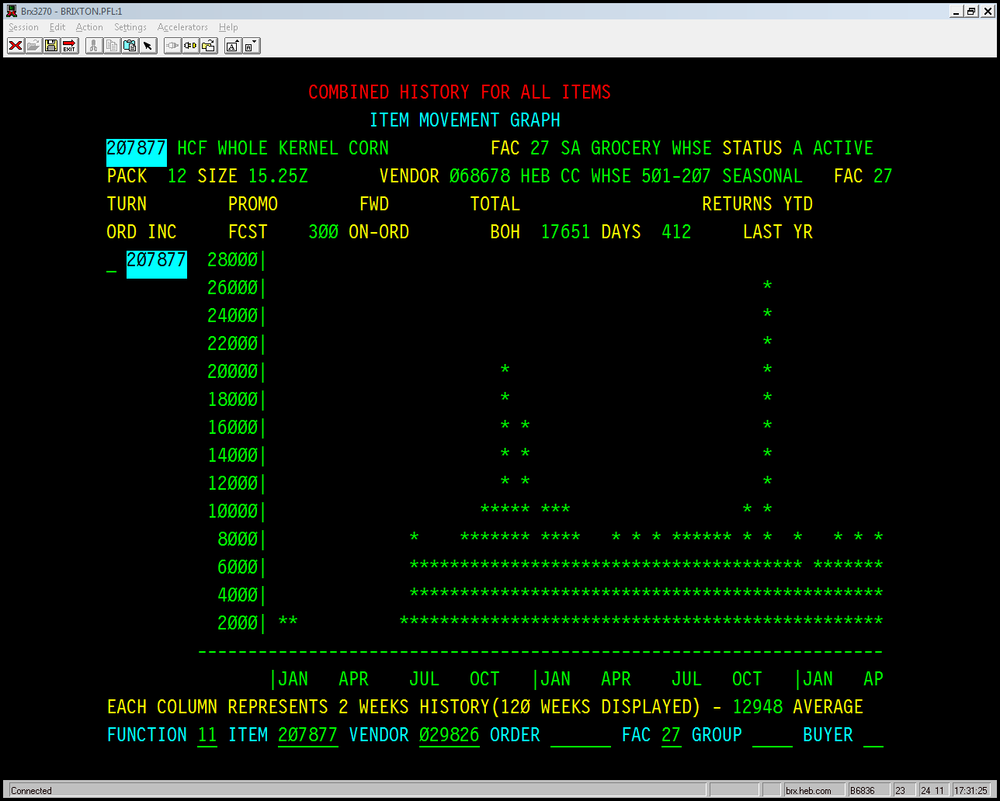 Brx3270 - BRIXTON.PFL:1
Session Edit Action Settings Accelerators Help
EXIT A A
COMBINED HISTORY FOR ALL ITEMS
ITEM MOVEMENT GRAPH
207877 HCF WHOLE KERNEL CORN FAC 27 SA GROCERY WHSE STATUS A ACTIVE
PACK 12 SIZE 15.25Z VENDOR 068678 HEB CC WHSE 501-207 SEASONAL FAC 27
TURN PROMO FWD TOTAL RETURNS YTD
ORD INC FCST 300 ON-ORD BOH 17651 DAYS 412 LAST YR
_ 207877 28000|
26000| *
24000| *
22000| *
20000| * *
18000| * *
16000| * * *
14000| * * *
12000| * * *
10000| ***** *** * *
8000| * ******* **** * * * ****** * * * * * *
6000| *************************************** *******
4000| ***********************************************
2000| ** ************************************************
--------------------------------------------------------------------
|JAN APR JUL OCT |JAN APR JUL OCT |JAN AP
EACH COLUMN REPRESENTS 2 WEEKS HISTORY(120 WEEKS DISPLAYED) - 12948 AVERAGE
FUNCTION 11 ITEM 207877 VENDOR 029826 ORDER ______ FAC 27 GROUP ____ BUYER __
Connected brx.heb.com B6836 23 24 11 17:31:25